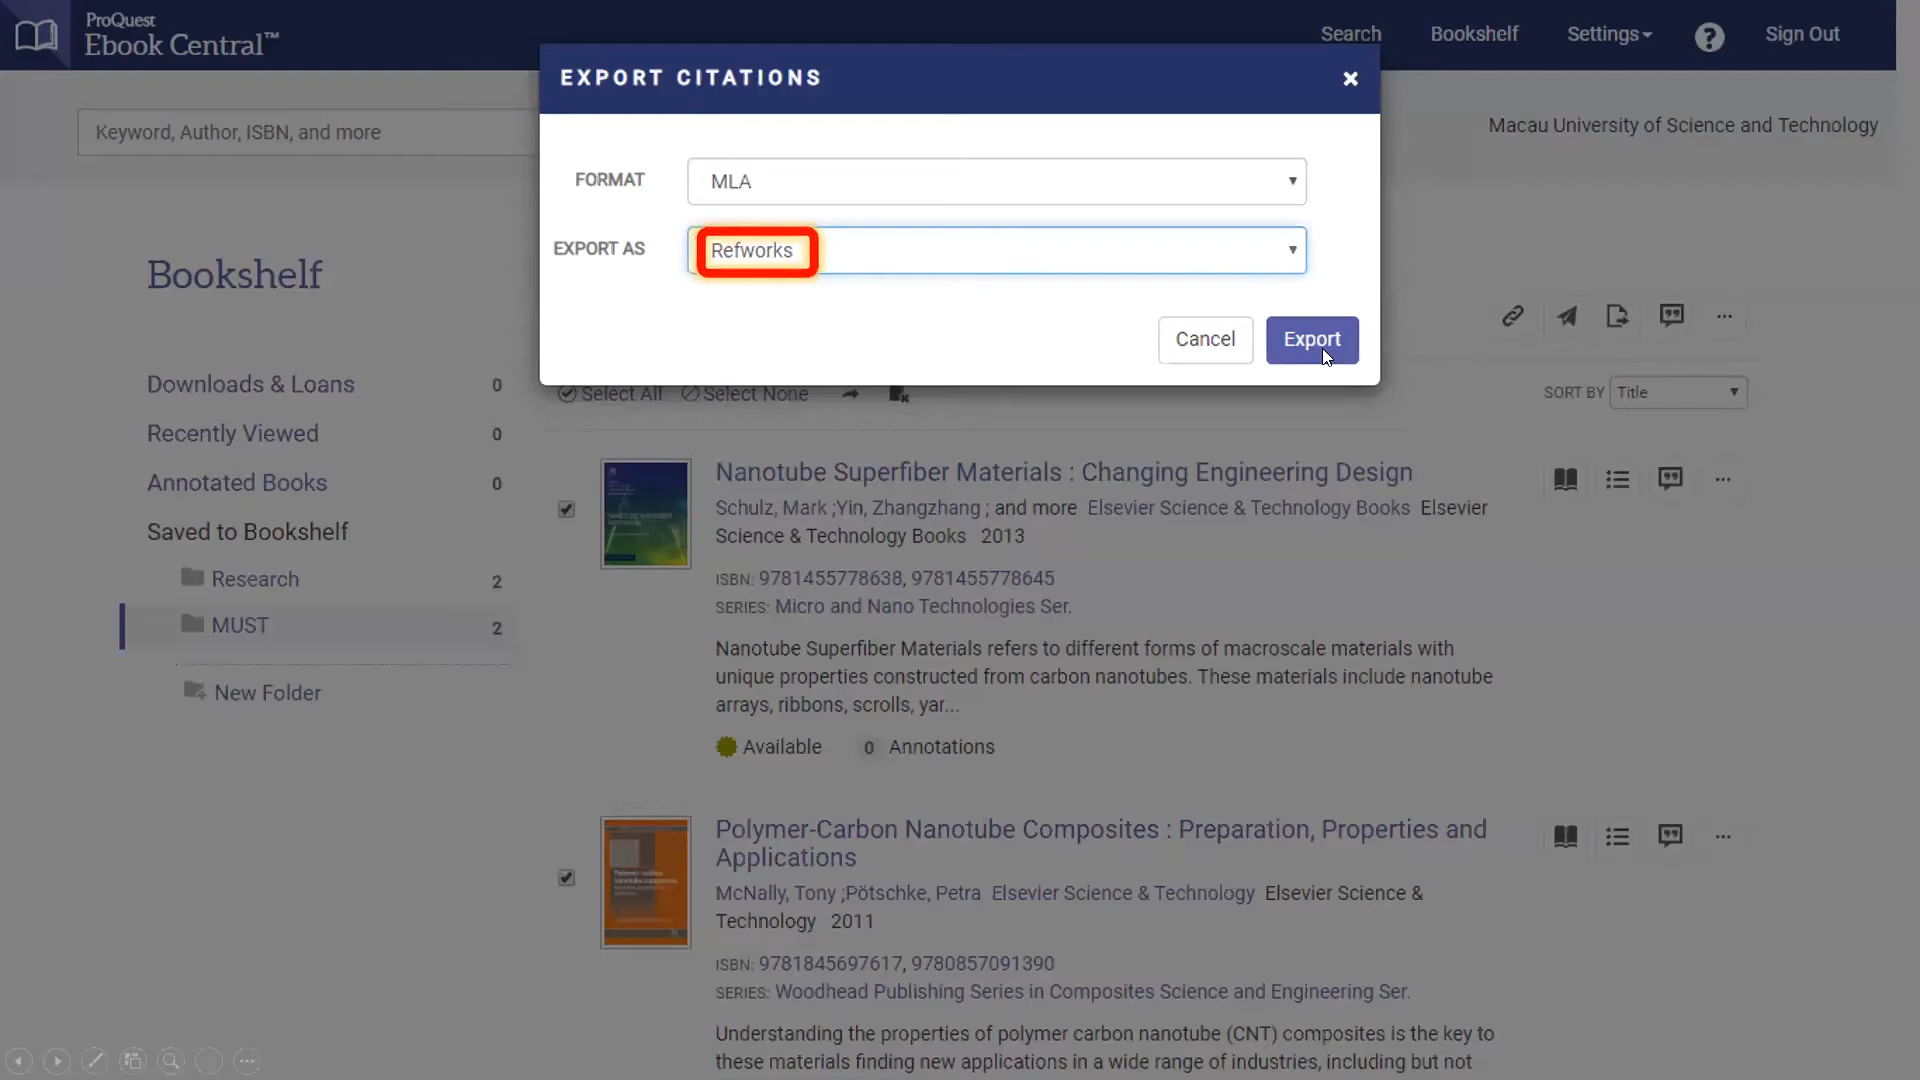 ProQuest
Ebook Central™
Search
Bookshelf
Settings
?
Sign Out
EXPORT CITATIONS
Keyword, Author, ISBN, and more
Macau University of Science and Technology
FORMAT
MLA
EXPORT AS
Refworks
Cancel
Export
Bookshelf
Downloads & Loans 0
Recently Viewed 0
Annotated Books 0
Saved to Bookshelf
Research 2
MUST 2
New Folder
Select All
Select None
SORT BY
Title
Nanotube Superfiber Materials : Changing Engineering Design
Schulz, Mark ;Yin, Zhangzhang ; and more Elsevier Science & Technology Books Elsevier
Science & Technology Books 2013
ISBN: 9781455778638, 9781455778645
SERIES: Micro and Nano Technologies Ser.
Nanotube Superfiber Materials refers to different forms of macroscale materials with
unique properties constructed from carbon nanotubes. These materials include nanotube
arrays, ribbons, scrolls, yar...
Available 0 Annotations
Polymer-Carbon Nanotube Composites : Preparation, Properties and
Applications
McNally, Tony ;Pötschke, Petra Elsevier Science & Technology Elsevier Science &
Technology 2011
ISBN: 9781845697617, 9780857091390
SERIES: Woodhead Publishing Series in Composites Science and Engineering Ser.
Understanding the properties of polymer carbon nanotube (CNT) composites is the key to
these materials finding new applications in a wide range of industries, including but not